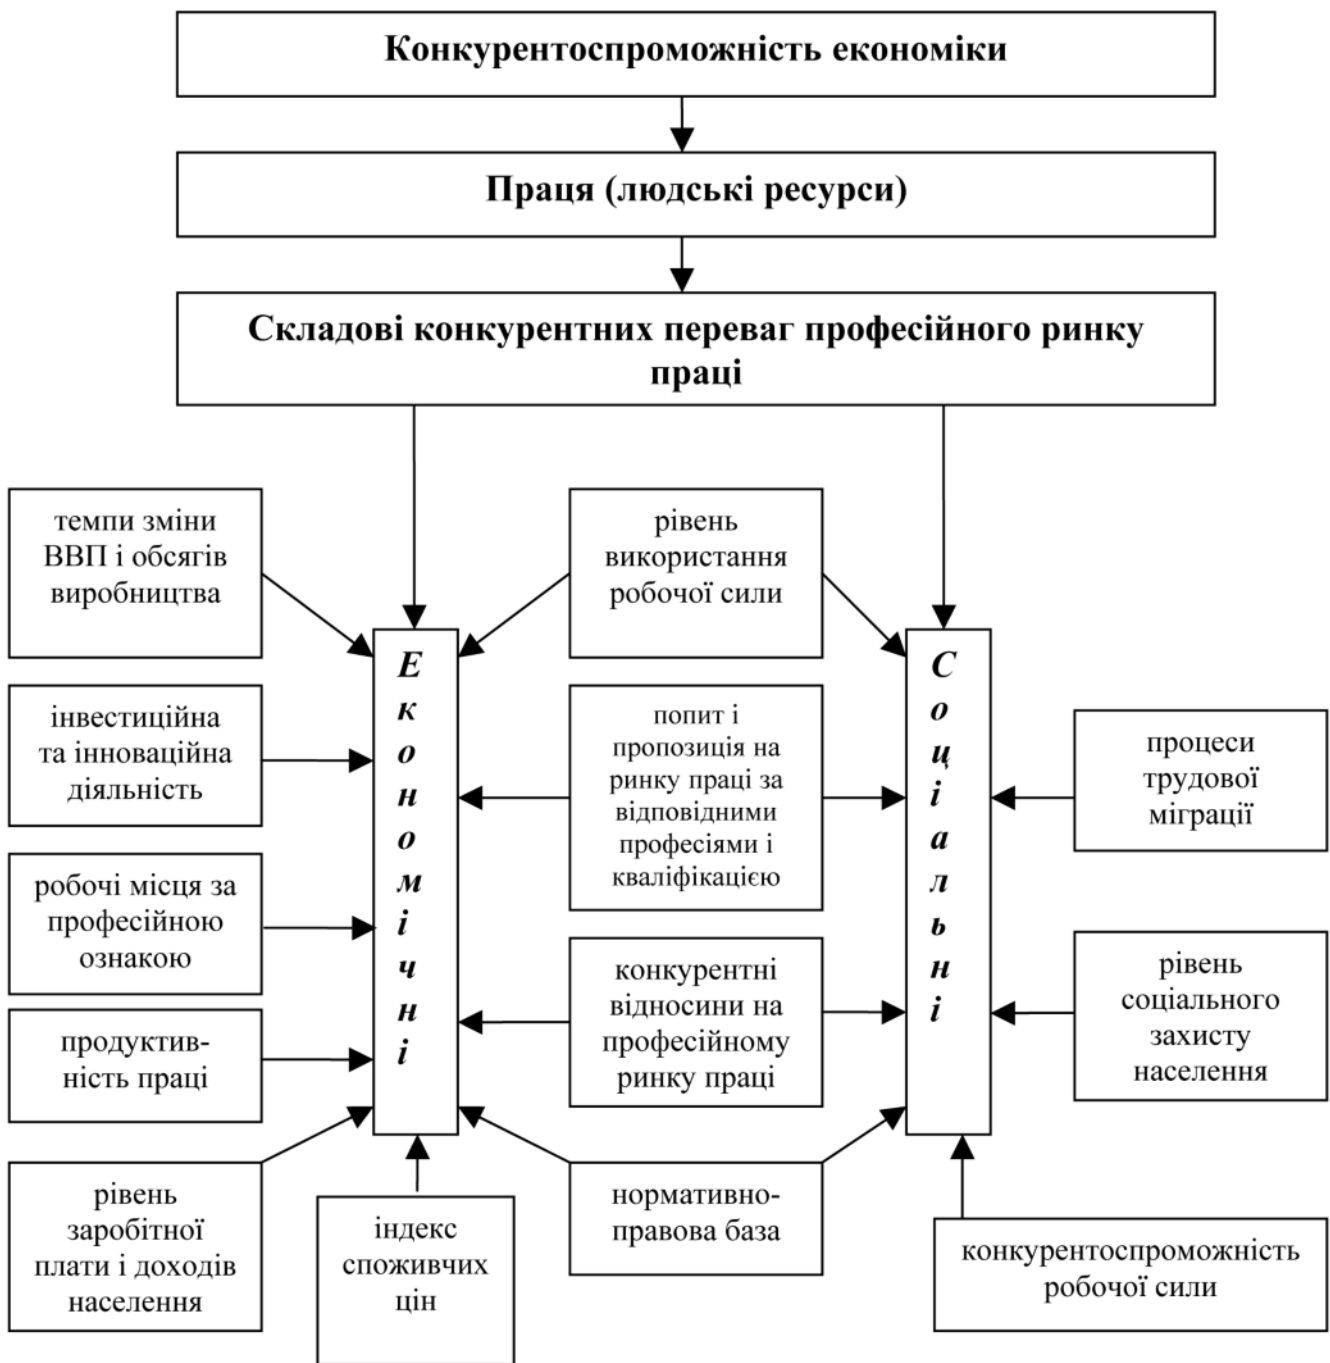 Конкурентоспроможність економіки
Праця (людські ресурси)
Складові конкурентних переваг професійного ринку
праці
темпи зміни
ВВП і обсягів
виробництва
рівень
використання
робочої сили
Економічні
Соціальні
інвестиційна
та інноваційна
діяльність
попит і
пропозиція на
ринку праці за
відповідними
професіями і
кваліфікацією
процеси
трудової
міграції
робочі місця за
професійною
ознакою
конкурентні
відносини на
професійному
ринку праці
рівень
соціального
захисту
населення
продуктив-
ність праці
рівень
заробітної
плати і доходів
населення
індекс
споживчих
цін
нормативно-
правова база
конкурентоспроможність
робочої сили